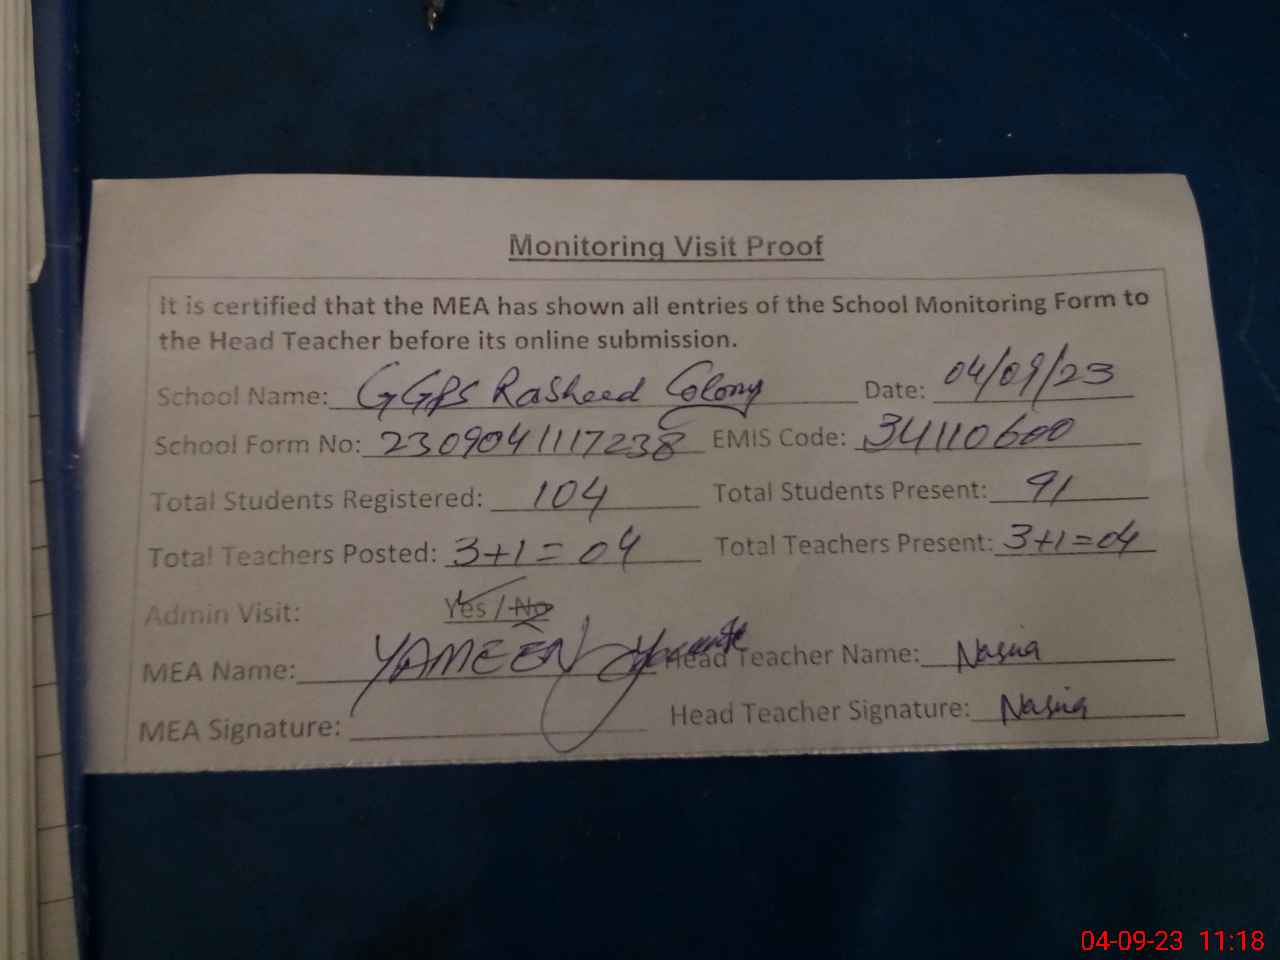 Monitoring Visit Proof
It is certified that the MEA has shown all entries of the School Monitoring Form to
the Head Teacher before its online submission.
School Name: GGPS Rasheed Colony Date: 04/09/23
School Form No: 2309041117238 EMIS Code: 34110600
Total Students Registered: 104 Total Students Present: 91
Total Teachers Posted: 3+1=04 Total Teachers Present: 3+1=04
Admin Visit: Yes / No
MEA Name: YAMEEN Head Teacher Name:
MEA Signature: Head Teacher Signature:
04-09-23 11:18